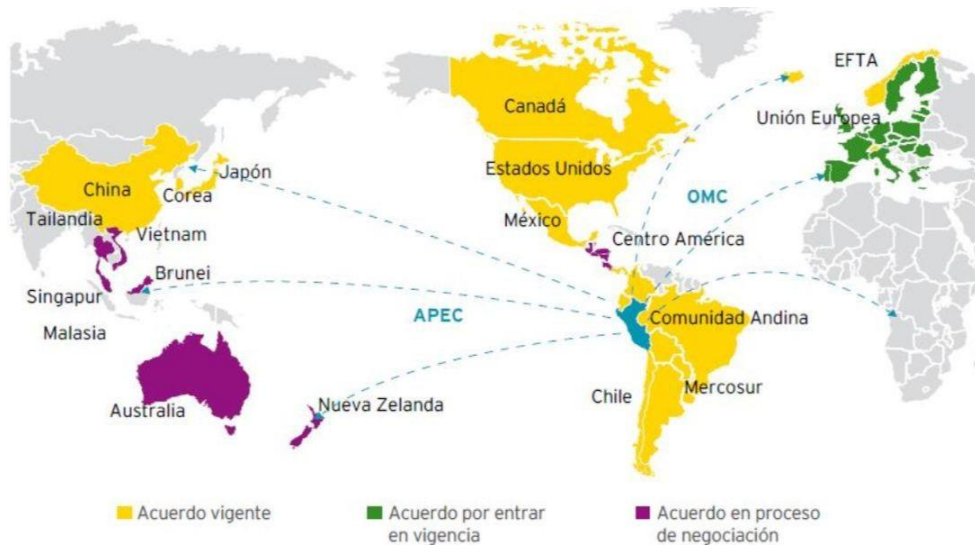 EFTA
Canadá
Unión Europea
Japón
Estados Unidos
China
Corea
OMC
Tailandia
México
Vietnam
Centro América
Brunei
Singapur
APEC
Comunidad Andina
Malasia
Mercosur
Chile
Nueva Zelanda
Australia
Acuerdo vigente
Acuerdo por entrar
en vigencia
Acuerdo en proceso
de negociación